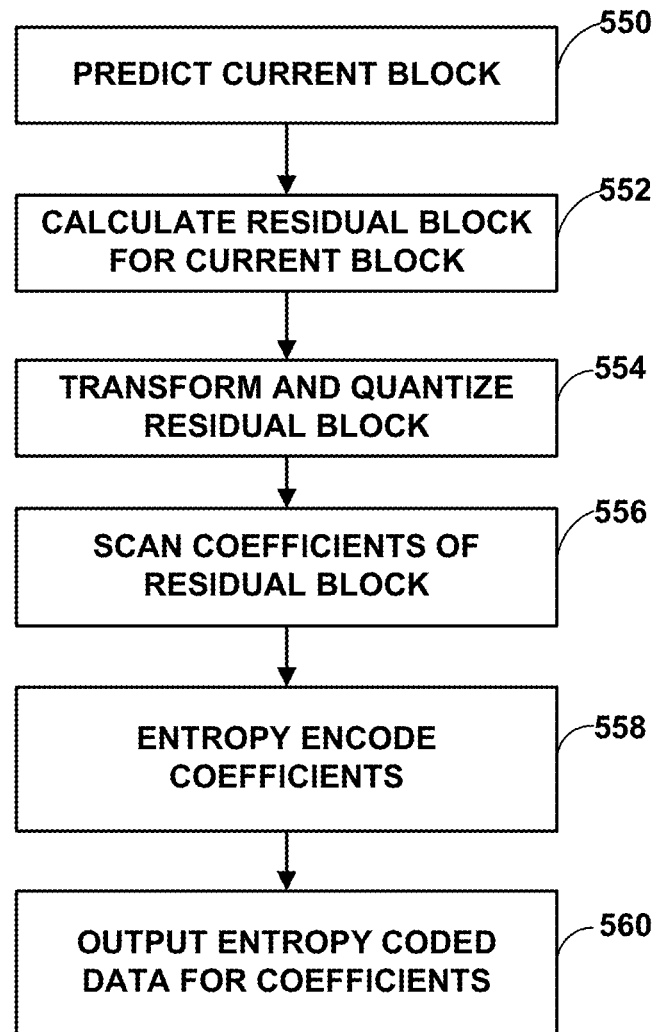 550
PREDICT CURRENT BLOCK
552
CALCULATE RESIDUAL BLOCK
FOR CURRENT BLOCK
554
TRANSFORM AND QUANTIZE
RESIDUAL BLOCK
556
SCAN COEFFICIENTS OF
RESIDUAL BLOCK
558
ENTROPY ENCODE
COEFFICIENTS
560
OUTPUT ENTROPY CODED
DATA FOR COEFFICIENTS